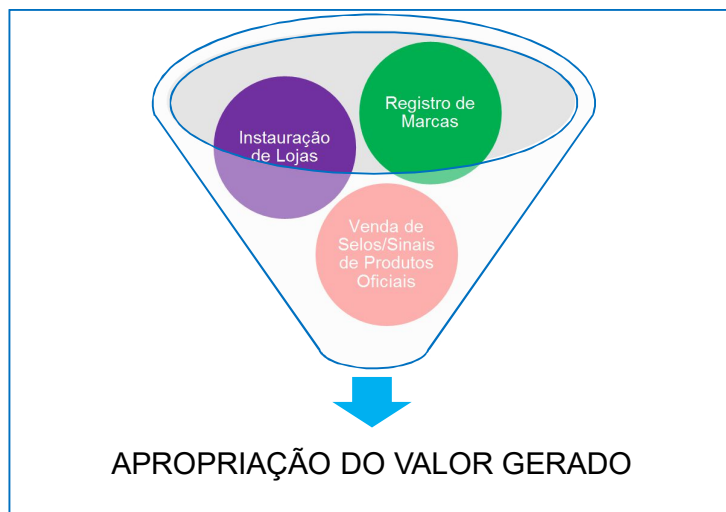 Registro de
Marcas
Instauração
de Lojas
Venda de
Selos/Sinais
de Produtos
Oficiais
APROPRIAÇÃO DO VALOR GERADO